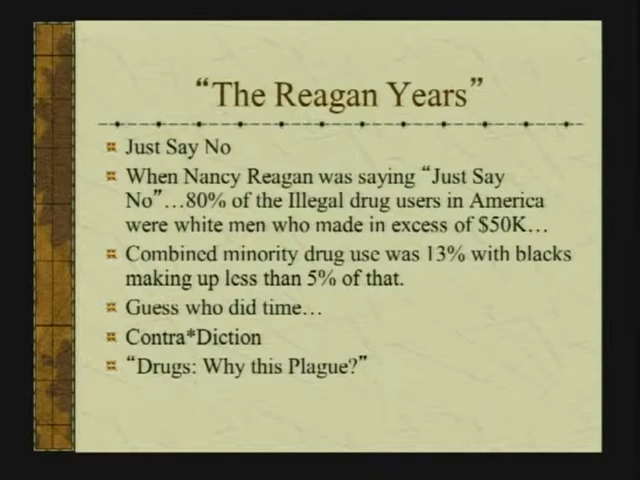 “The Reagan Years”
Just Say No
When Nancy Reagan was saying “Just Say
No”…80% of the Illegal drug users in America
were white men who made in excess of $50K…
Combined minority drug use was 13% with blacks
making up less than 5% of that.
Guess who did time…
Contra*Diction
“Drugs: Why this Plague?”